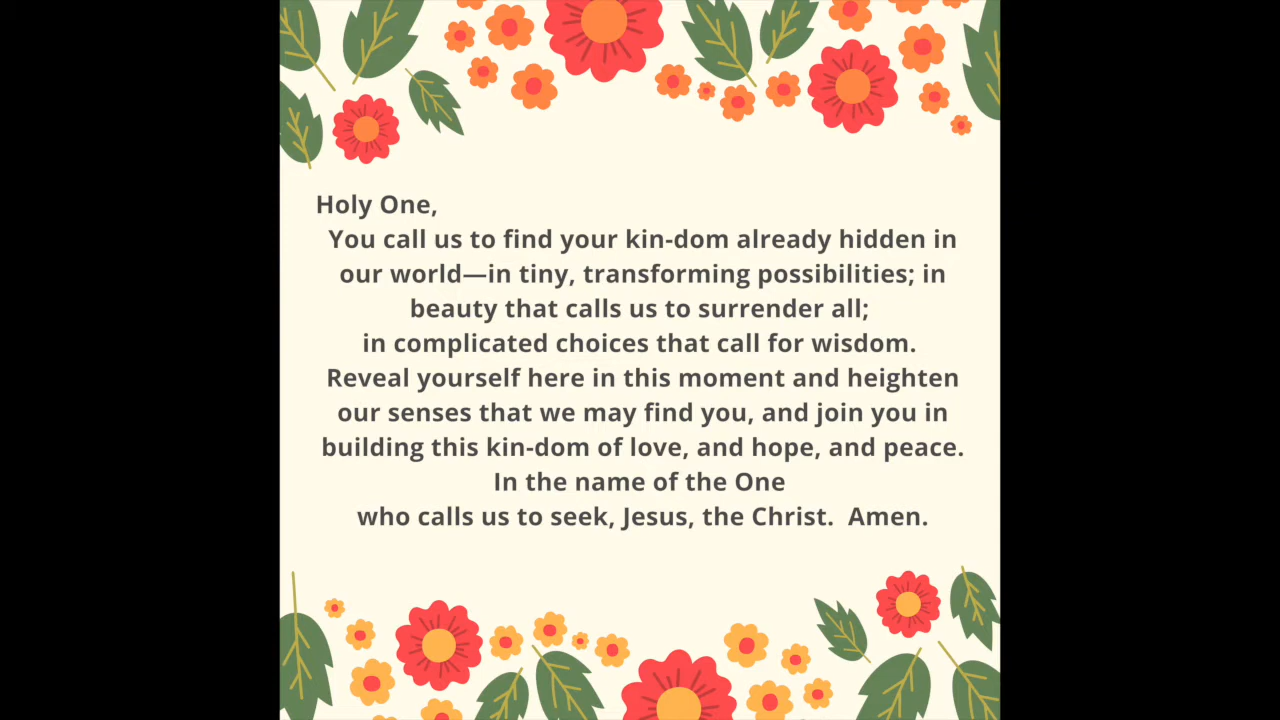 Holy One,
You call us to find your kin-dom already hidden in
our world—in tiny, transforming possibilities; in
beauty that calls us to surrender all;
in complicated choices that call for wisdom.
Reveal yourself here in this moment and heighten
our senses that we may find you, and join you in
building this kin-dom of love, and hope, and peace.
In the name of the One
who calls us to seek, Jesus, the Christ.  Amen.